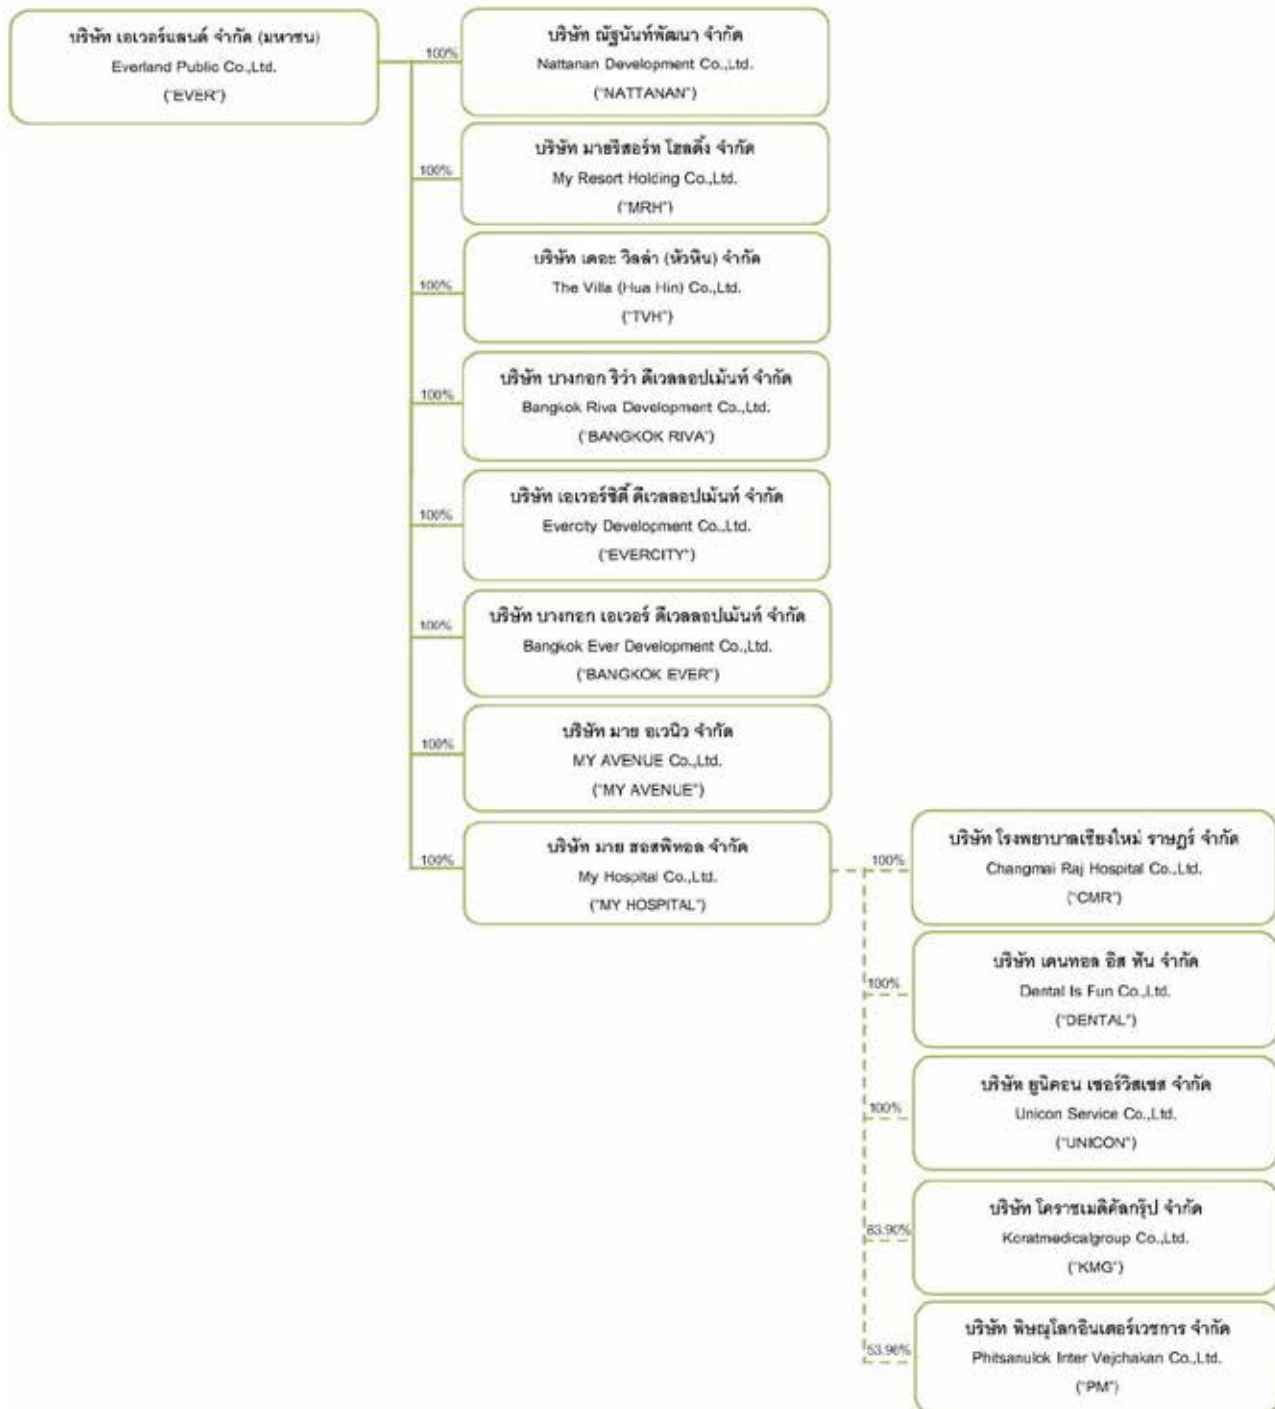 บริษัท เอเวอร์แลนด์ จำกัด (มหาชน)
Everland Public Co.,Ltd.
("EVER")
100%
บริษัท ณัฐนันท์พัฒนา จำกัด
Nattanan Development Co.,Ltd.
("NATTANAN")
100%
บริษัท มายรีสอร์ท โฮลดิ้ง จำกัด
My Resort Holding Co.,Ltd.
("MRH")
100%
บริษัท เดอะ วิลล่า (หัวหิน) จำกัด
The Villa (Hua Hin) Co.,Ltd.
("TVH")
100%
บริษัท บางกอก ริว่า ดีเวลลอปเม้นท์ จำกัด
Bangkok Riva Development Co.,Ltd.
("BANGKOK RIVA")
100%
บริษัท เอเวอร์ซิตี้ ดีเวลลอปเม้นท์ จำกัด
Evercity Development Co.,Ltd.
("EVERCITY")
100%
บริษัท บางกอก เอเวอร์ ดีเวลลอปเม้นท์ จำกัด
Bangkok Ever Development Co.,Ltd.
("BANGKOK EVER")
100%
บริษัท มาย อเวนิว จำกัด
MY AVENUE Co.,Ltd.
("MY AVENUE")
100%
บริษัท มาย ฮอสพิทอล จำกัด
My Hospital Co.,Ltd.
("MY HOSPITAL")
100%
บริษัท โรงพยาบาลเชียงใหม่ ราษฎร์ จำกัด
Changmai Raj Hospital Co.,Ltd.
("CMR")
100%
บริษัท เดนทอล อิส ฟัน จำกัด
Dental Is Fun Co.,Ltd.
("DENTAL")
100%
บริษัท ยูนิคอน เซอร์วิสเซส จำกัด
Unicon Service Co.,Ltd.
("UNICON")
83.90%
บริษัท โคราชเมดิคัลกรุ๊ป จำกัด
Koratmedicalgroup Co.,Ltd.
("KMG")
53.96%
บริษัท พิษณุโลกอินเตอร์เวชการ จำกัด
Phitsanulok Inter Vejchakan Co.,Ltd.
("PM")